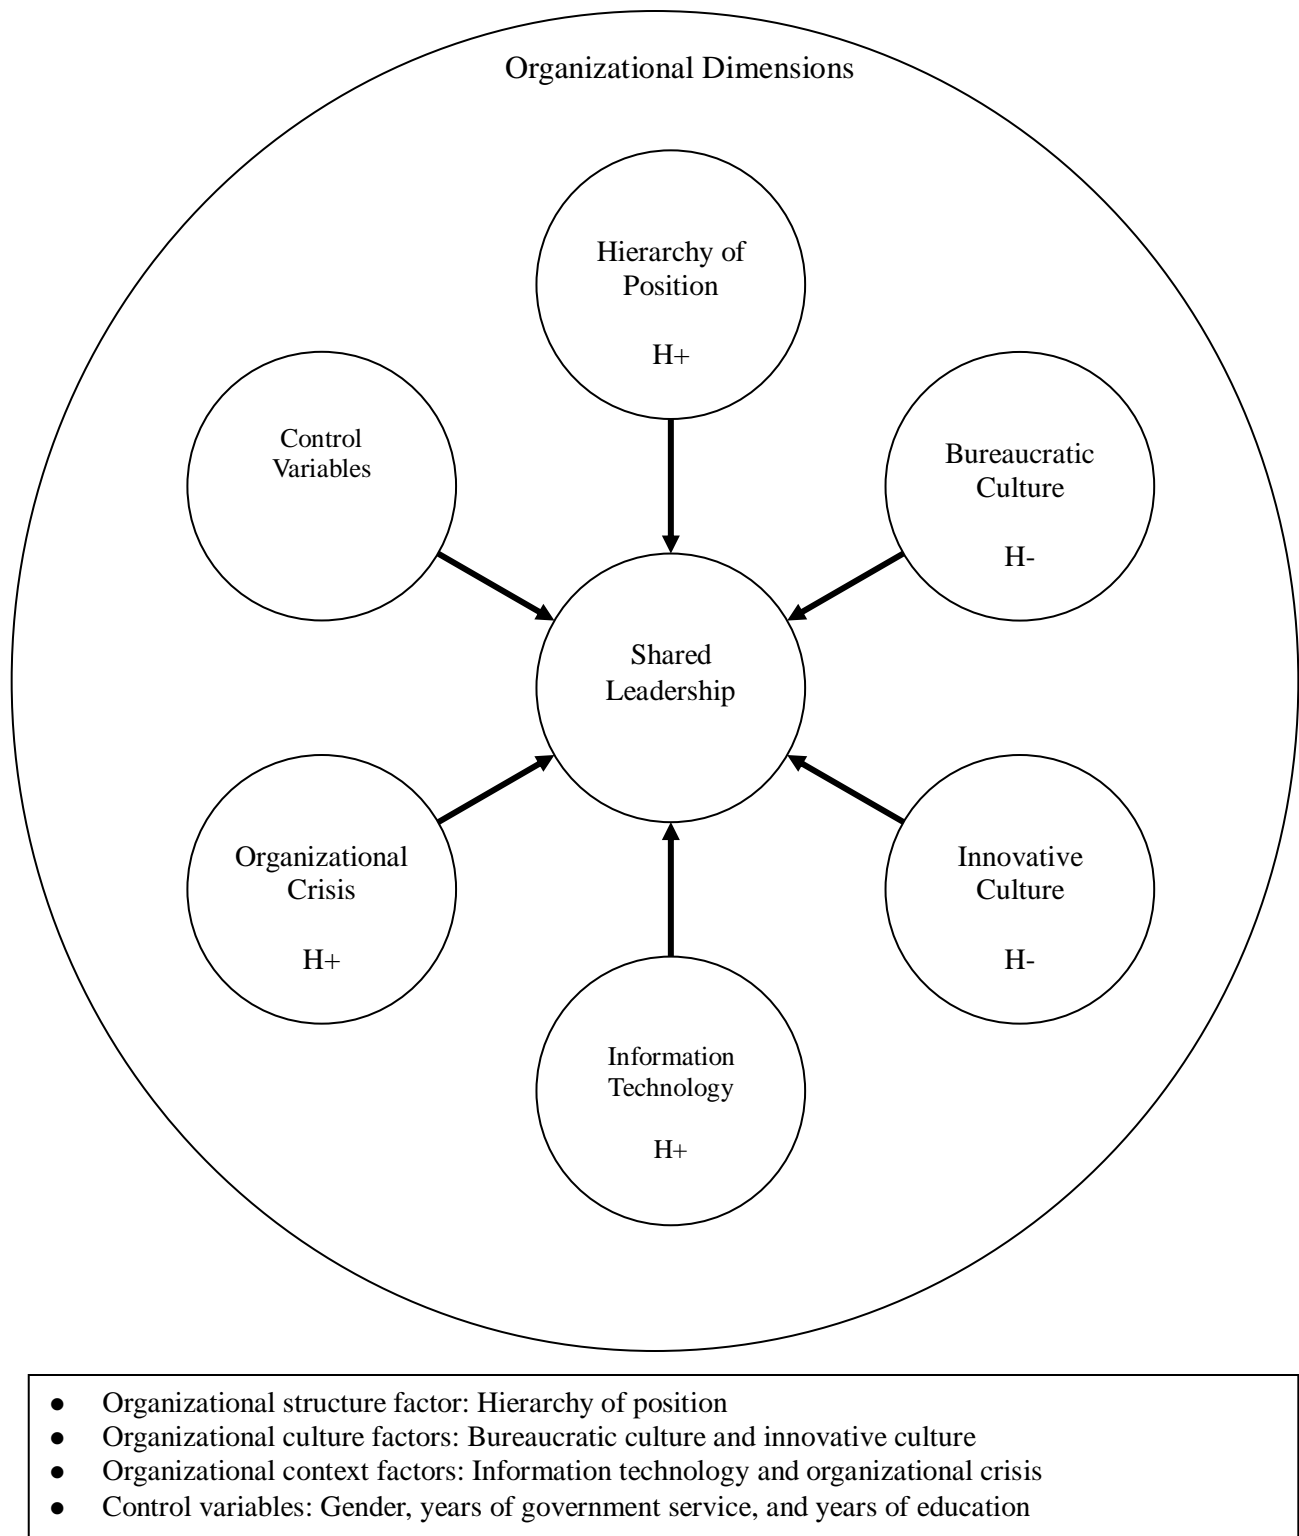 Organizational Dimensions
Hierarchy of
Position
H+
Control
Variables
Bureaucratic
Culture
H-
Shared
Leadership
Organizational
Crisis
H+
Innovative
Culture
H-
Information
Technology
H+
● Organizational structure factor: Hierarchy of position
● Organizational culture factors: Bureaucratic culture and innovative culture
● Organizational context factors: Information technology and organizational crisis
● Control variables: Gender, years of government service, and years of education